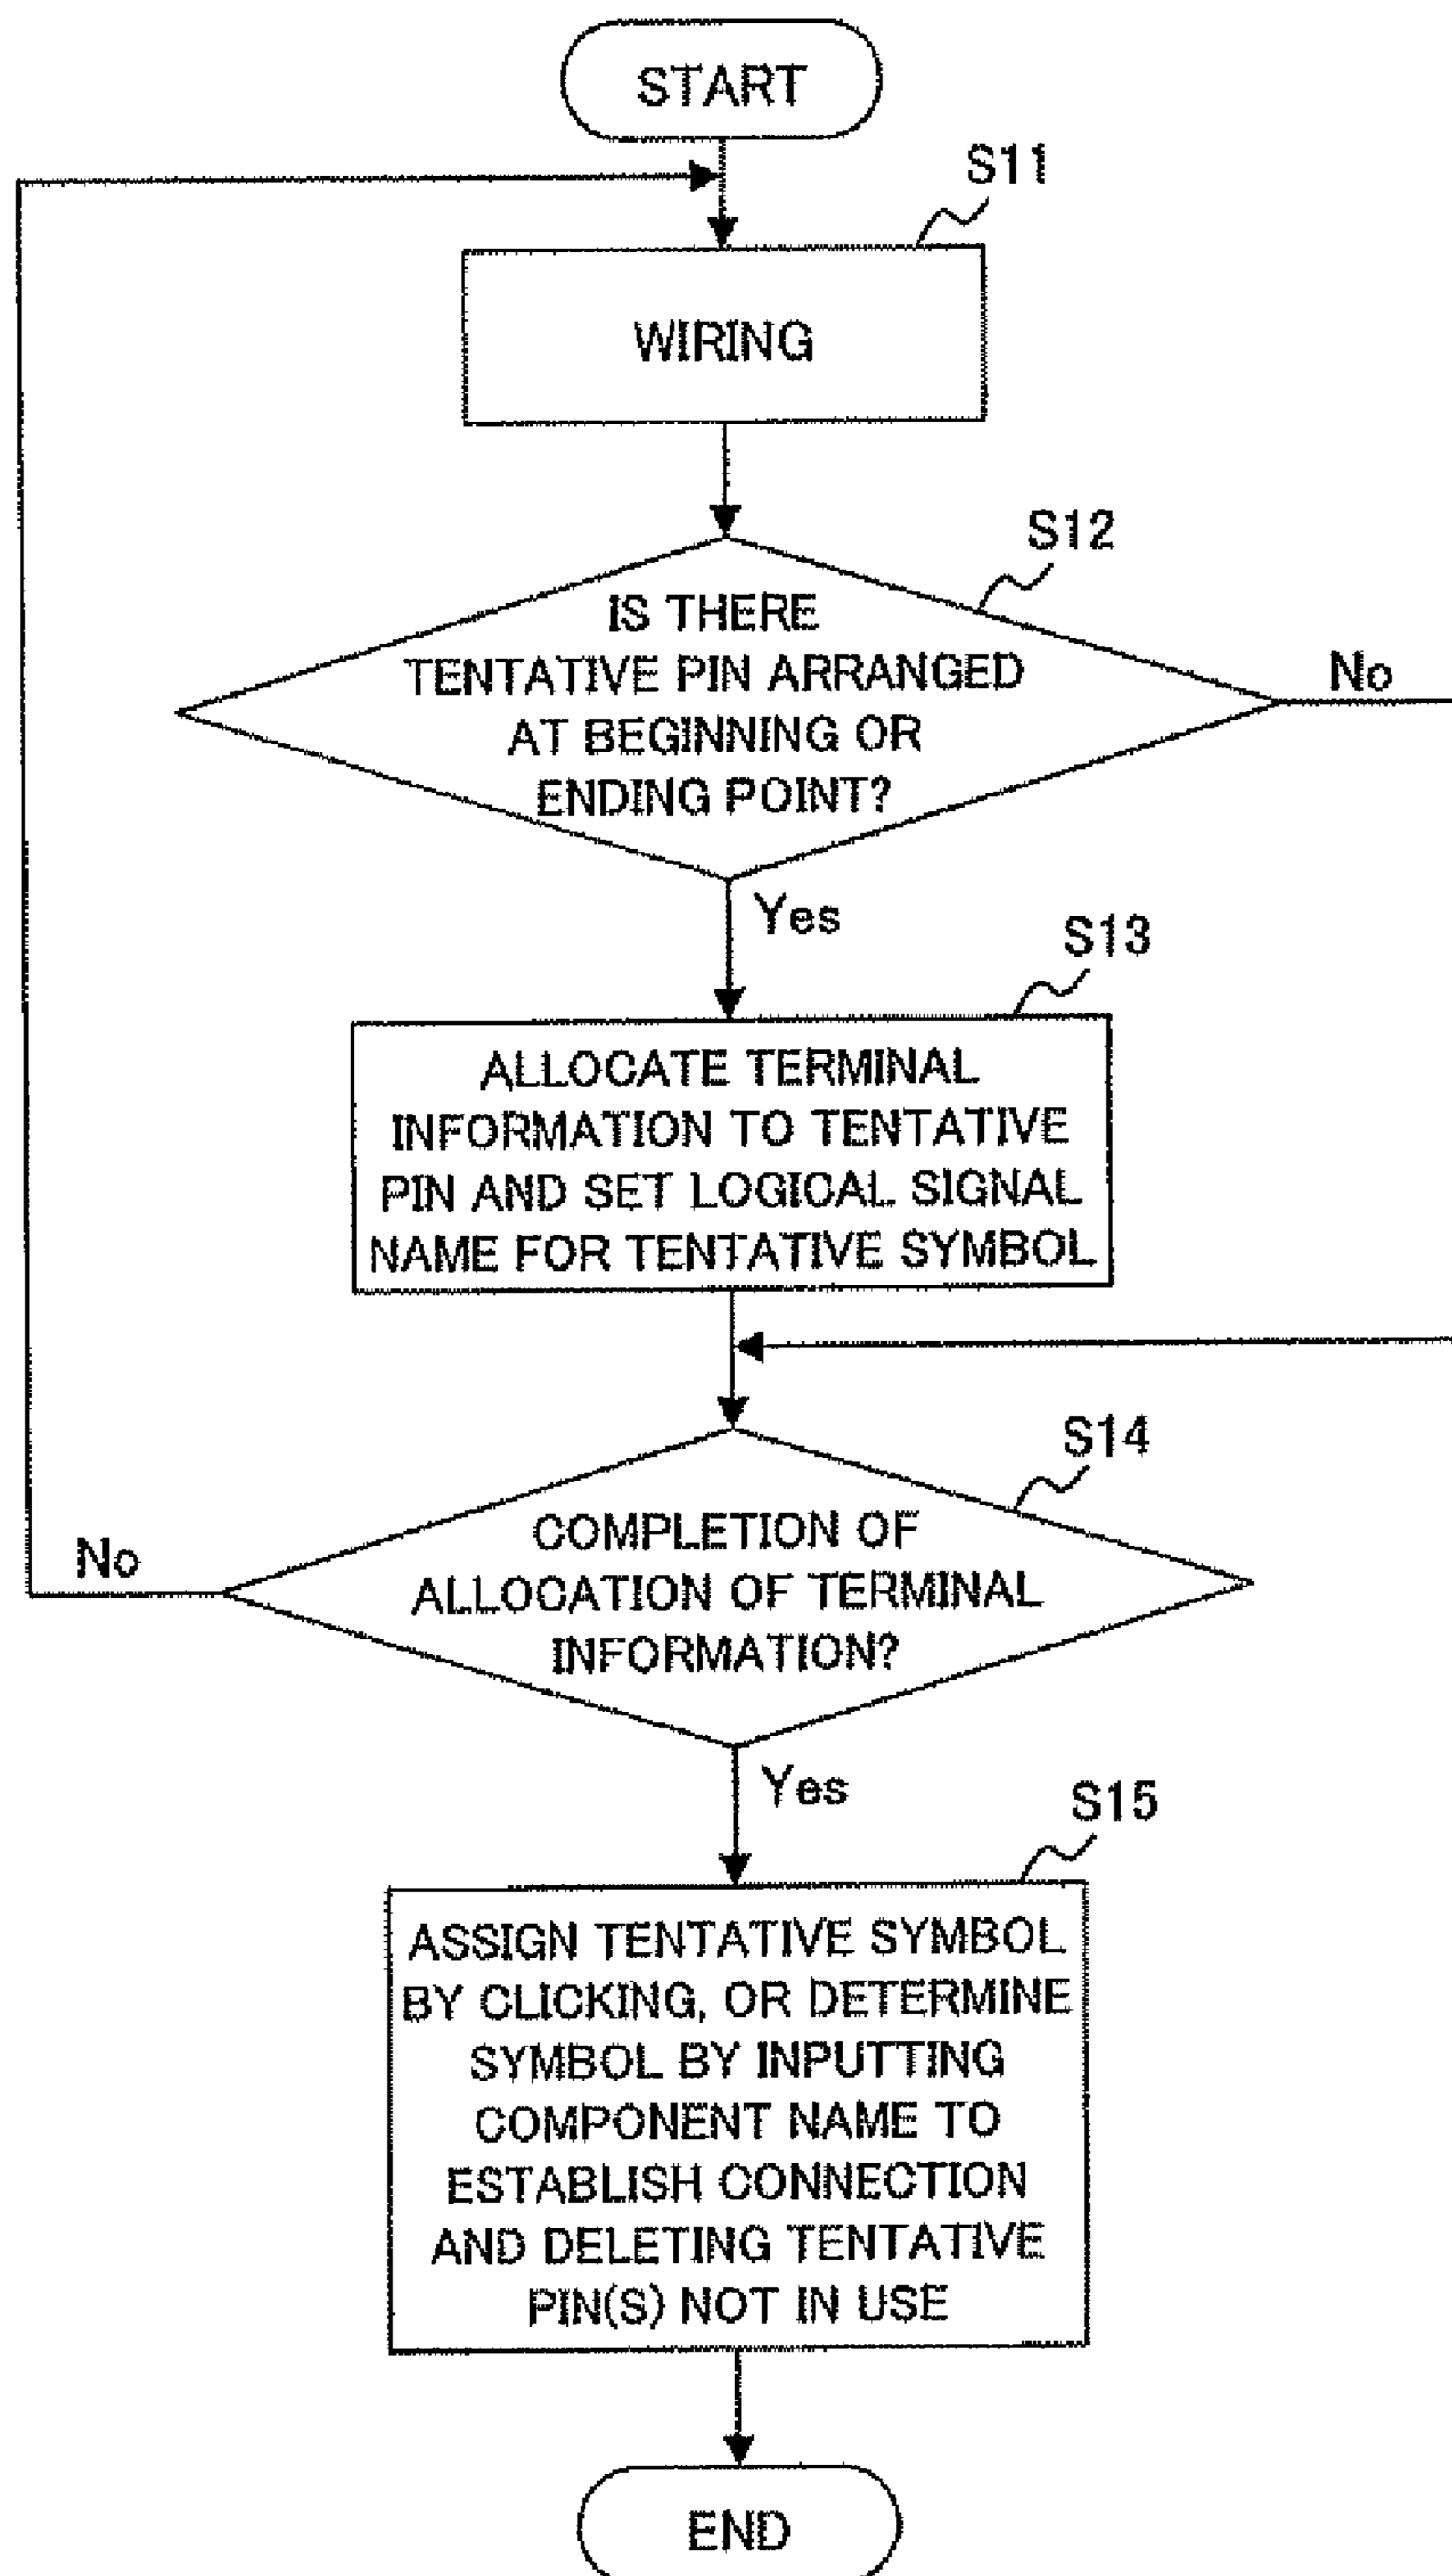 START
S11
WIRING
S12
IS THERE
TENTATIVE PIN ARRANGED
AT BEGINNING OR
ENDING POINT?
No
Yes
S13
ALLOCATE TERMINAL
INFORMATION TO TENTATIVE
PIN AND SET LOGICAL SIGNAL
NAME FOR TENTATIVE SYMBOL
S14
COMPLETION OF
ALLOCATION OF TERMINAL
INFORMATION?
No
Yes
S15
ASSIGN TENTATIVE SYMBOL
BY CLICKING, OR DETERMINE
SYMBOL BY INPUTTING
COMPONENT NAME TO
ESTABLISH CONNECTION
AND DELETING TENTATIVE
PIN(S) NOT IN USE
END